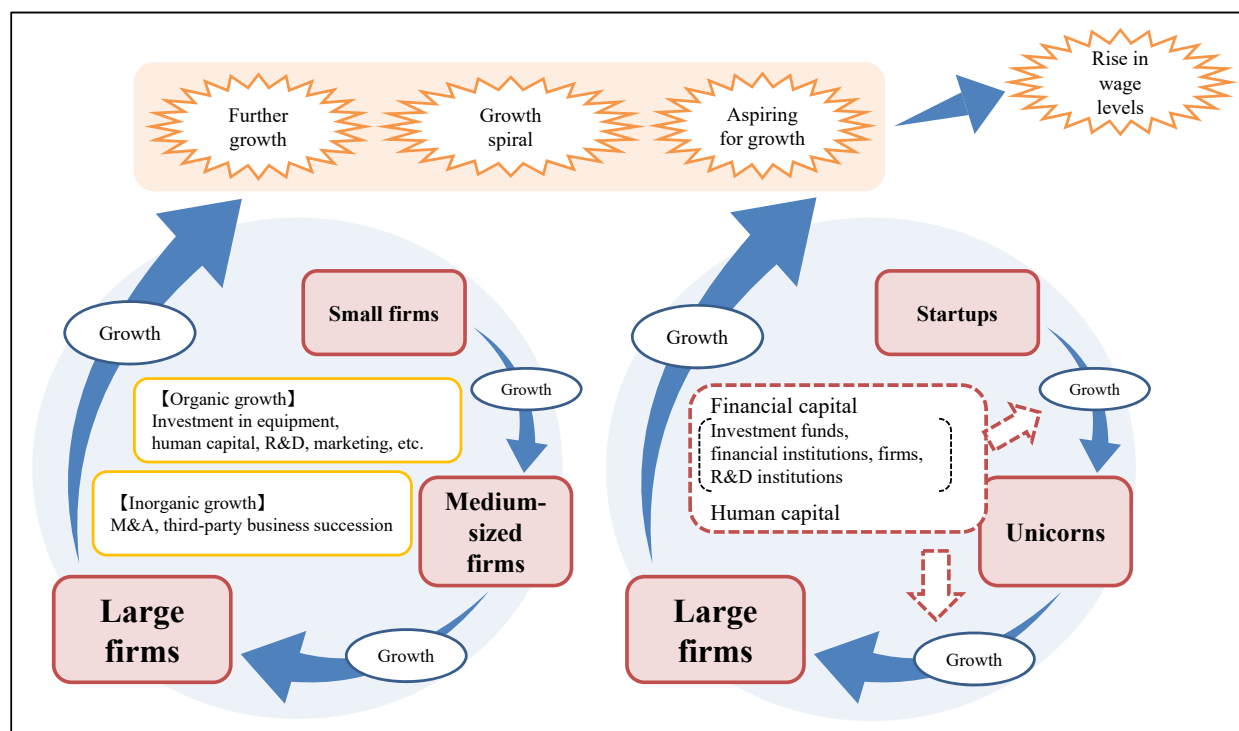 Further
growth
Growth
spiral
Aspiring
for growth
Rise in
wage
levels
Small firms
Growth
Growth
【Organic growth】
Investment in equipment,
human capital, R&D, marketing, etc.
【Inorganic growth】
M&A, third-party business succession
Medium-
sized
firms
Large
firms
Growth
Startups
Growth
Growth
Financial capital
Investment funds,
financial institutions, firms,
R&D institutions
Human capital
Unicorns
Large
firms
Growth